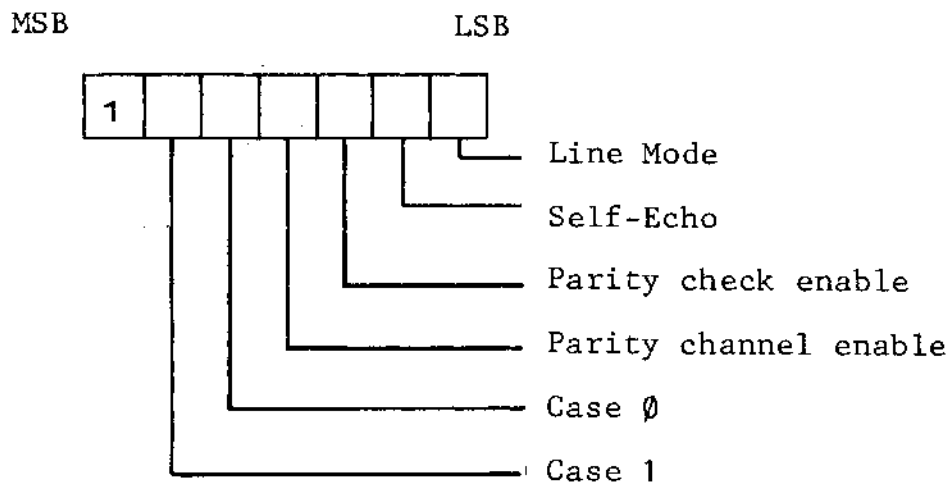 MSB LSB
1
Line Mode
Self-Echo
Parity check enable
Parity channel enable
Case Ø
Case 1